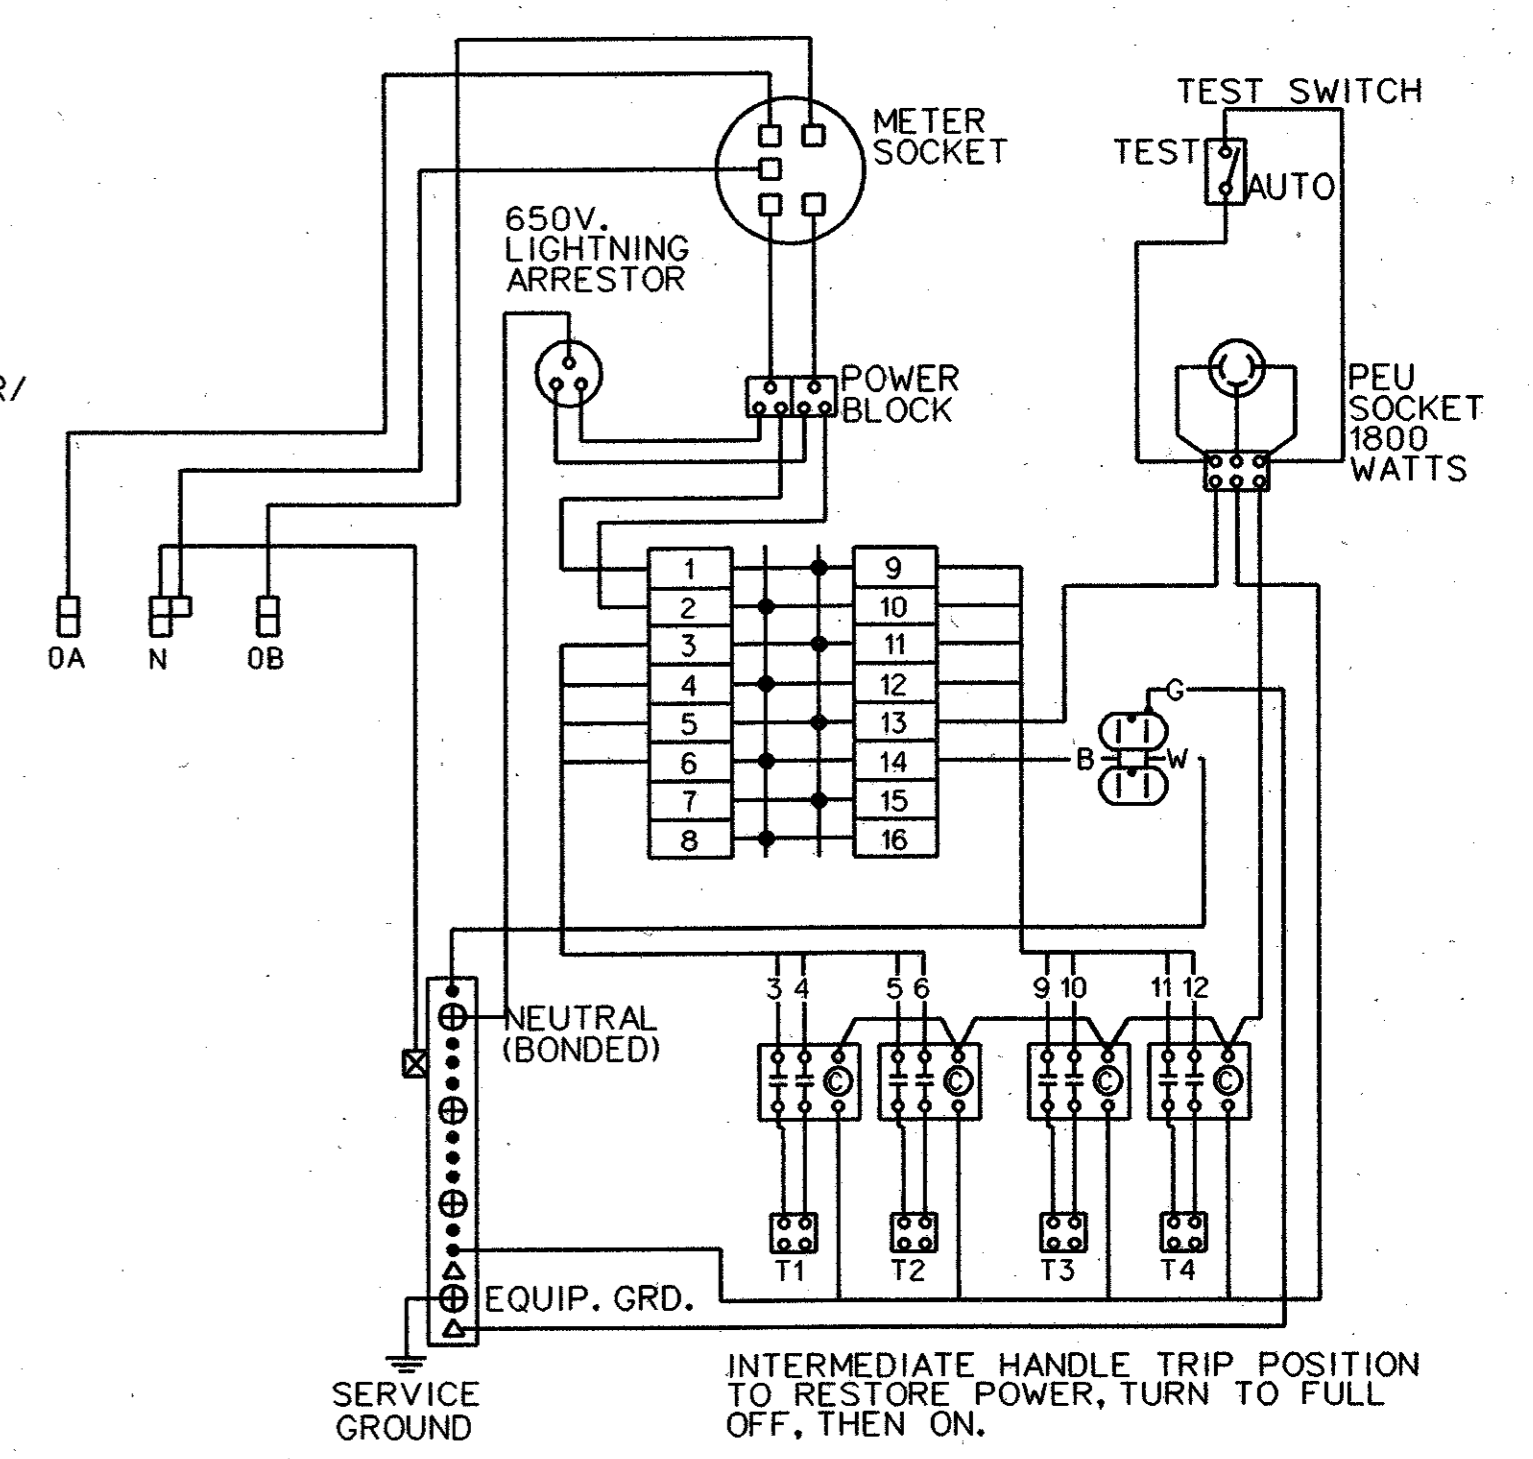 TEST SWITCH
METER
SOCKET
TEST
AUTO
650V.
LIGHTNING
ARRESTOR
R/
POWER
BLOCK
PEU
SOCKET
1800
WATTS
1 9
2 10
3 11
4 12
5 13
6 14
7 15
8 16
0A N 0B
G
B W
3 4 5 6 9 10 11 12
NEUTRAL
(BONDED)
C C C C
T1 T2 T3 T4
EQUIP. GRD.
SERVICE
GROUND
INTERMEDIATE HANDLE TRIP POSITION
TO RESTORE POWER, TURN TO FULL
OFF, THEN ON.